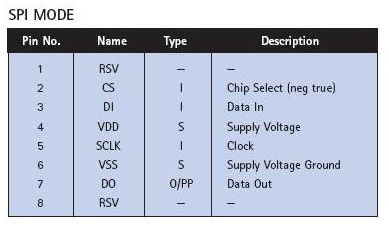 SPI MODE
Pin No. Name Type Description
1 RSV – –
2 CS I Chip Select (neg true)
3 DI I Data In
4 VDD S Supply Voltage
5 SCLK I Clock
6 VSS S Supply Voltage Ground
7 DO O/PP Data Out
8 RSV – –